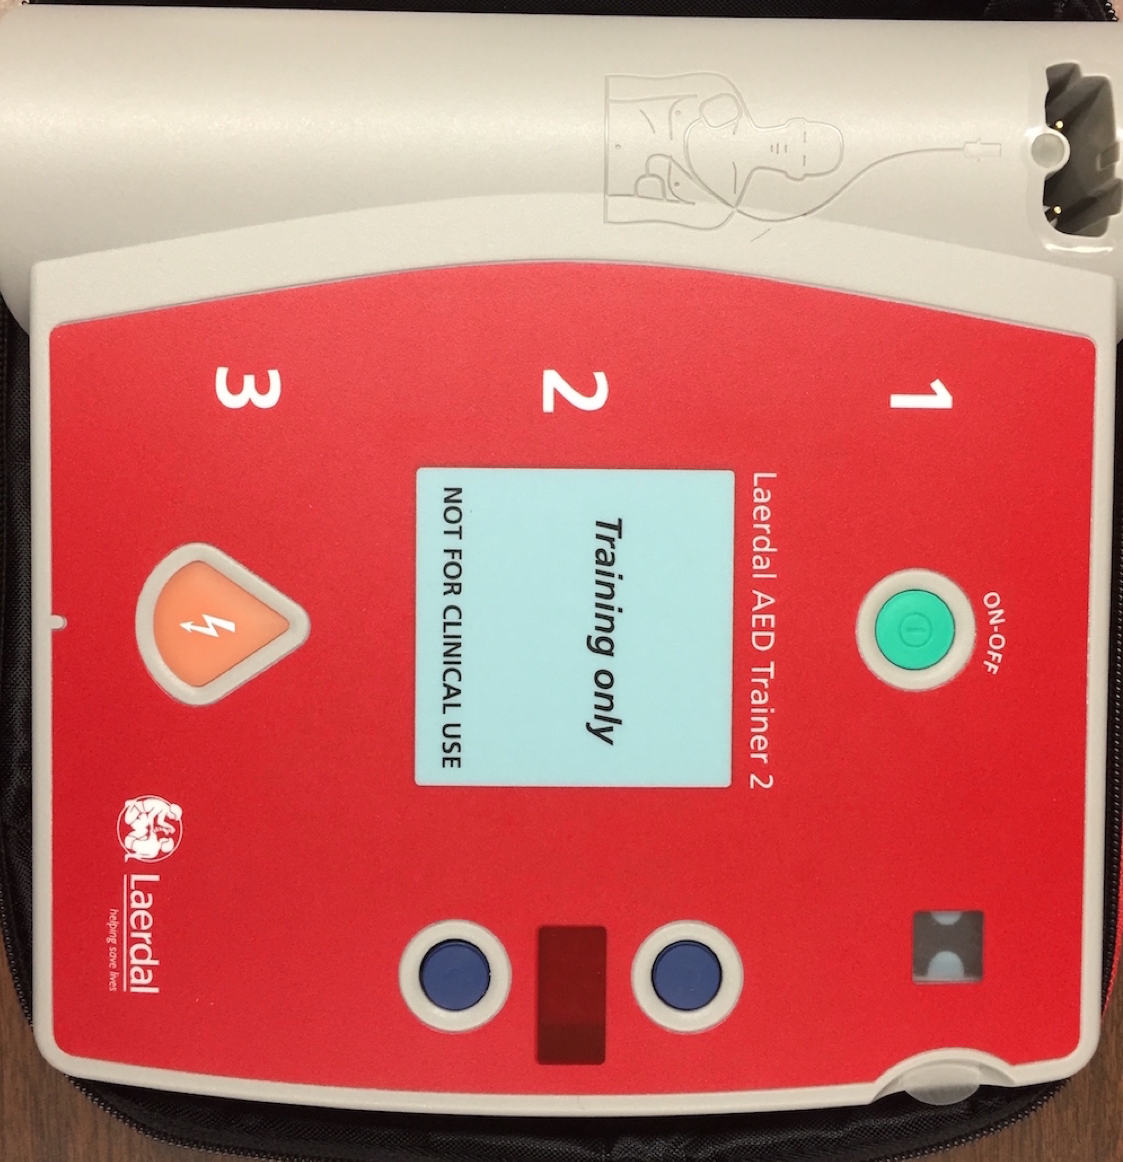 1
ON-OFF
Laerdal AED Trainer 2
2
Training only
NOT FOR CLINICAL USE
3
Laerdal
helping save lives